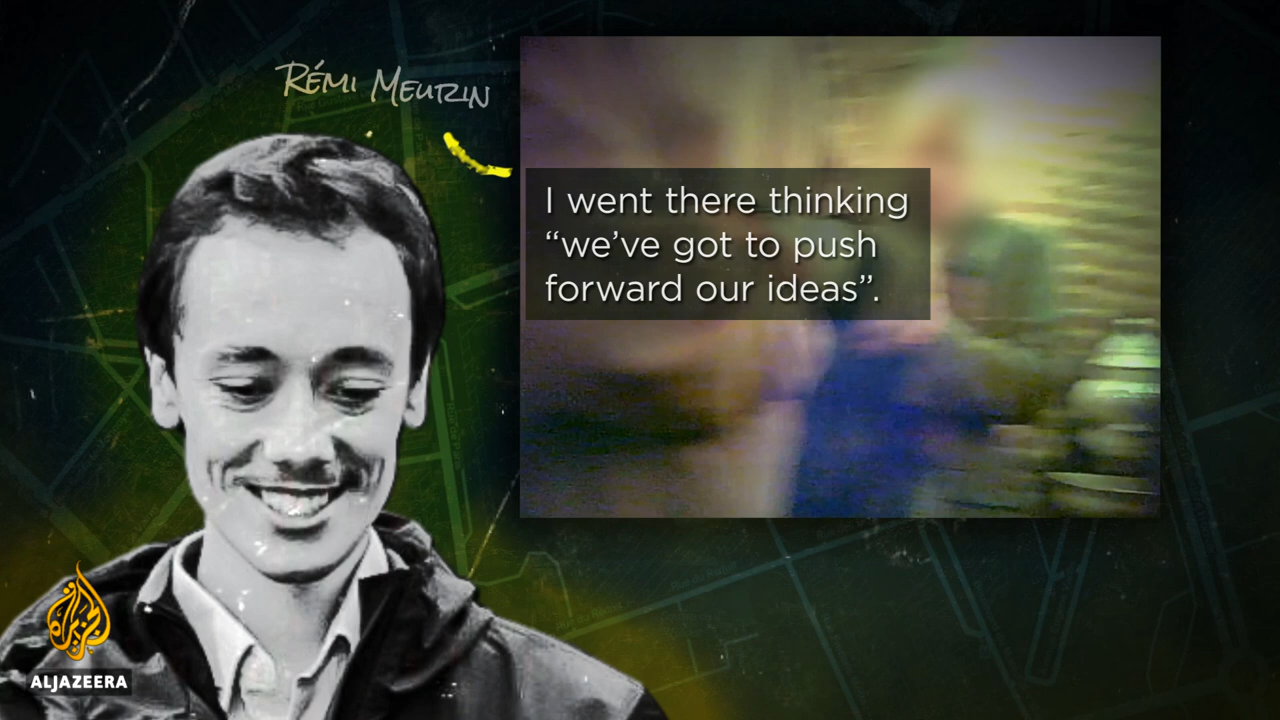 RÉMI MEURIN
I went there thinking
“we’ve got to push
forward our ideas”.
ALJAZEERA